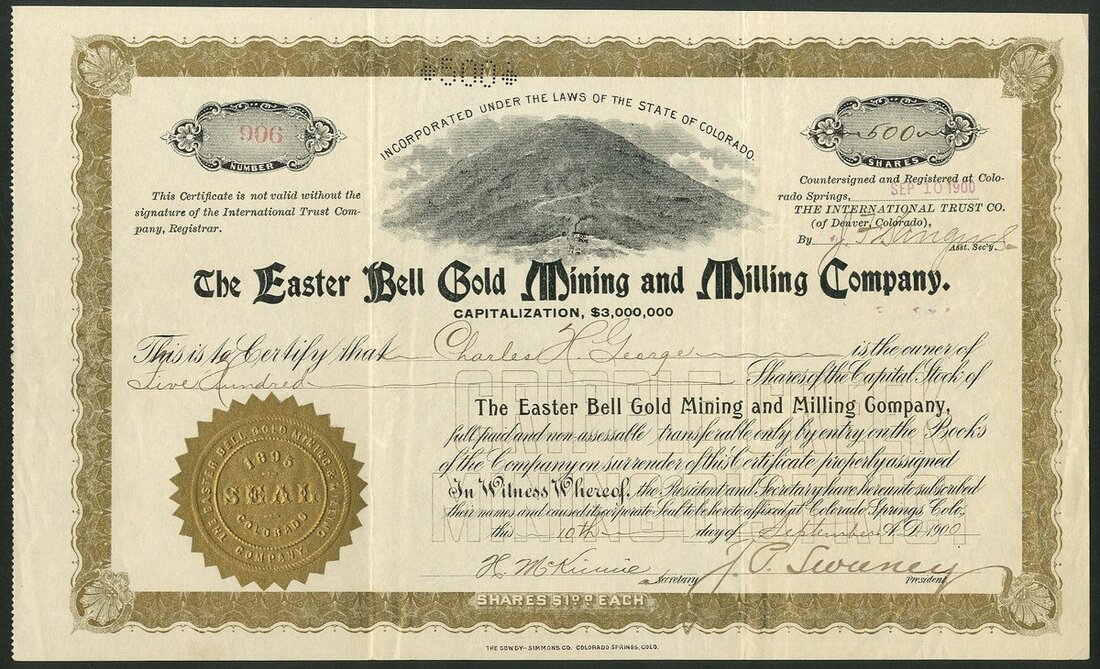 *500*
INCORPORATED UNDER THE LAWS OF THE STATE OF COLORADO.
906
NUMBER
500
SHARES
This Certificate is not valid without the
signature of the International Trust Com-
pany, Registrar.
Countersigned and Registered at Colo-
rado Springs, SEP 10 1900
THE INTERNATIONAL TRUST CO.
(of Denver, Colorado),
By
Asst. Sec'y.
The Easter Bell Gold Mining and Milling Company.
CAPITALIZATION, $3,000,000
This is to Certify that Charles H. George is the owner of
Five Hundred Shares of the Capital Stock of
The Easter Bell Gold Mining and Milling Company,
full paid and non-assessable transferable only by entry on the Books
of the Company on surrender of this Certificate properly assigned
In Witness Whereof, the President and Secretary have hereunto subscribed
their names and caused its corporate Seal to be hereto affixed at Colorado Springs, Colo.
this 10th day of September A.D. 1900
H. McKinnie Secretary J. P. Sweeney President
CRIPPLE CREEK
MINING DISTRICT
THE EASTER BELL GOLD MINING & MILLING
COMPANY.
1895
SEAL
COLORADO
SHARES $1.00 EACH
THE GOWDY-SIMMONS CO. COLORADO SPRINGS, COLO.